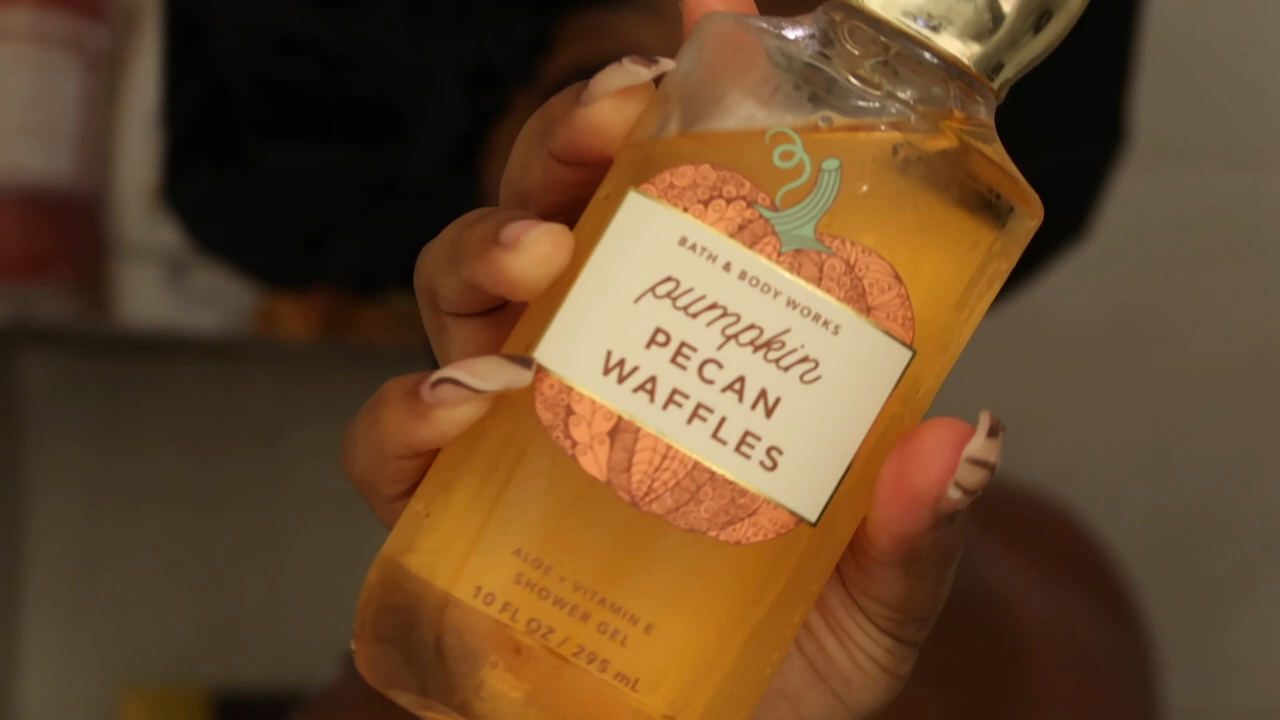 BATH & BODY WORKS
pumpkin
PECAN
WAFFLES
ALOE + VITAMIN E
SHOWER GEL
10 FL OZ / 295 mL